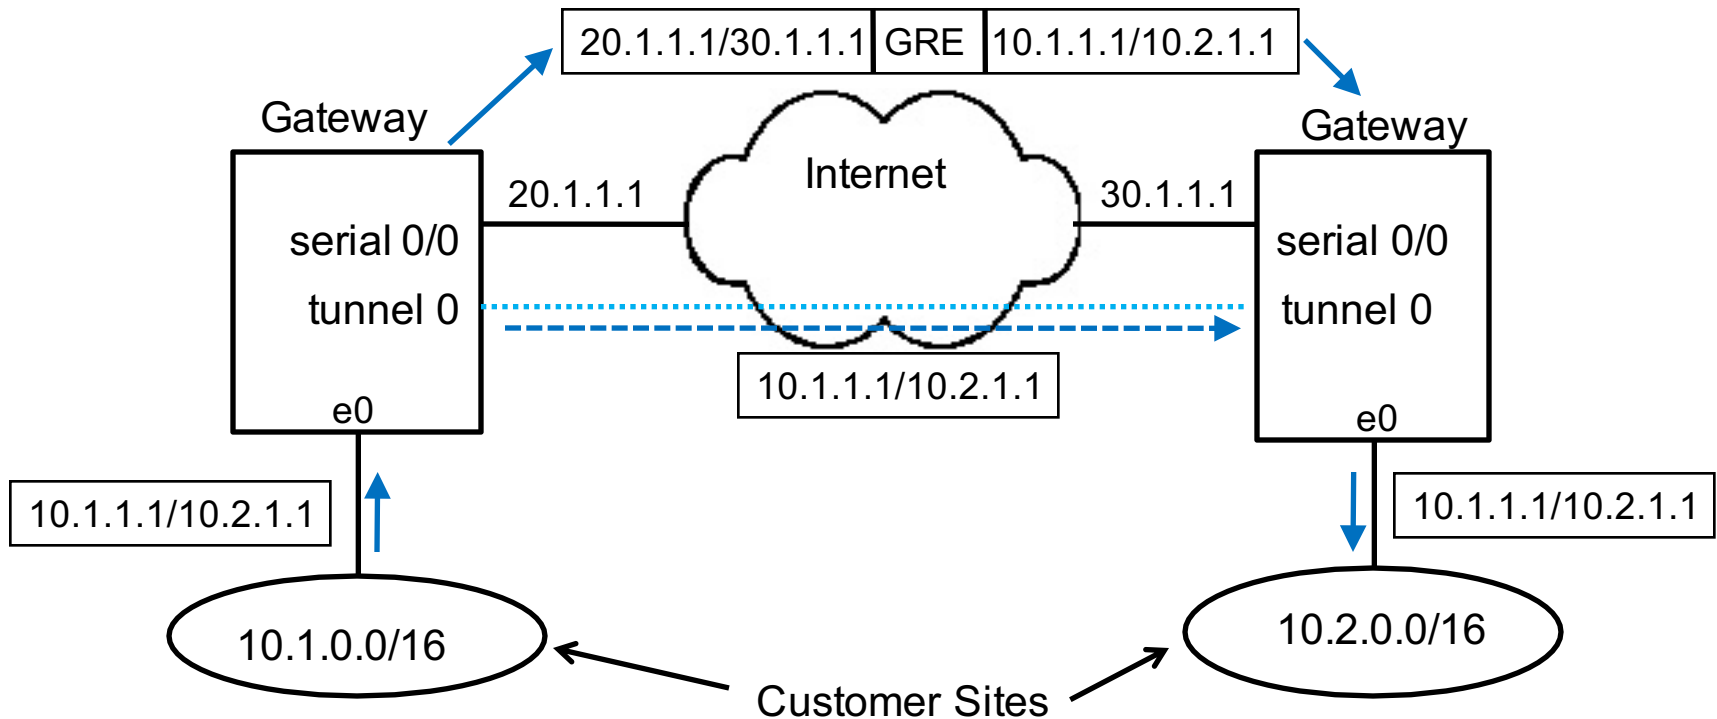 20.1.1.1/30.1.1.1 GRE 10.1.1.1/10.2.1.1
Gateway
Gateway
Internet
20.1.1.1
30.1.1.1
serial 0/0
serial 0/0
tunnel 0
tunnel 0
10.1.1.1/10.2.1.1
e0
e0
10.1.1.1/10.2.1.1
10.1.1.1/10.2.1.1
10.1.0.0/16
10.2.0.0/16
Customer Sites